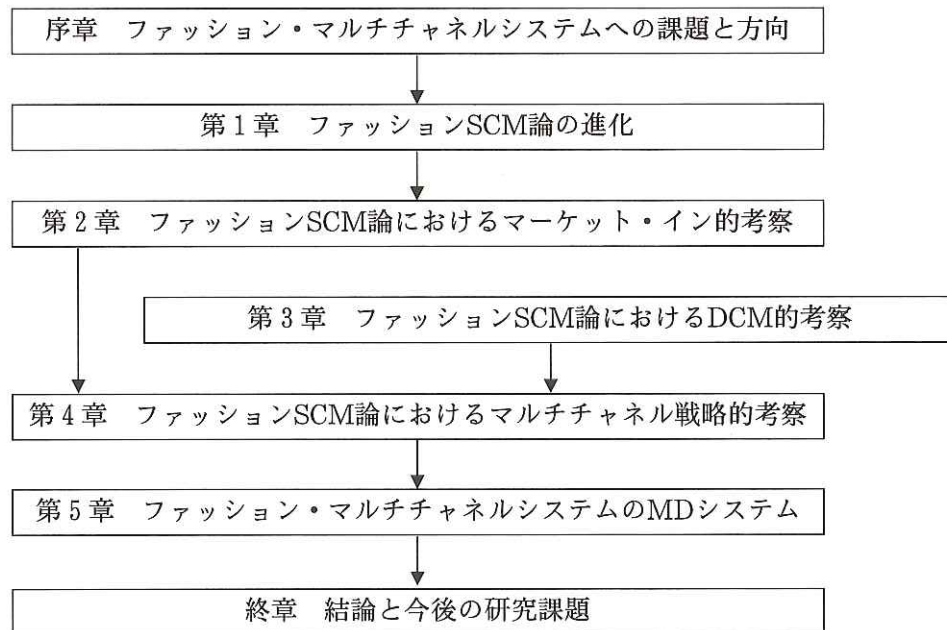 序章　ファッション・マルチチャネルシステムへの課題と方向
第1章　ファッションSCM論の進化
第2章　ファッションSCM論におけるマーケット・イン的考察
第3章　ファッションSCM論におけるDCM的考察
第4章　ファッションSCM論におけるマルチチャネル戦略的考察
第5章　ファッション・マルチチャネルシステムのMDシステム
終章　結論と今後の研究課題